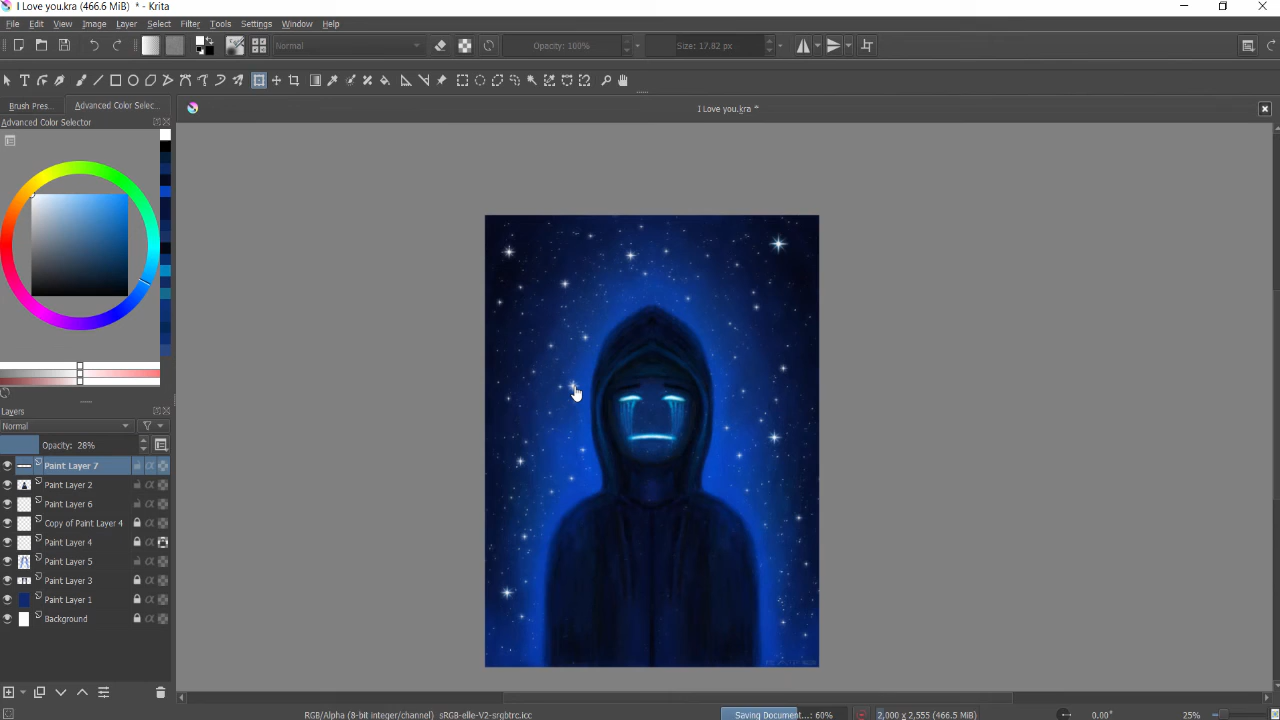 I Love you.kra (466.6 MiB) * - Krita
File Edit View Image Layer Select Filter Tools Settings Window Help
Normal Opacity: 100% Size: 17.82 px
Brush Pres... Advanced Color Selec... I Love you.kra *
Advanced Color Selector
Layers
Normal
Opacity: 28%
Paint Layer 7
Paint Layer 2
Paint Layer 6
Copy of Paint Layer 4
Paint Layer 4
Paint Layer 5
Paint Layer 3
Paint Layer 1
Background
RGB/Alpha (8-bit integer/channel) sRGB-elle-V2-srgbtrc.icc Saving Document... 60% 2,000 x 2,555 (466.5 MiB) 0.00° 25%